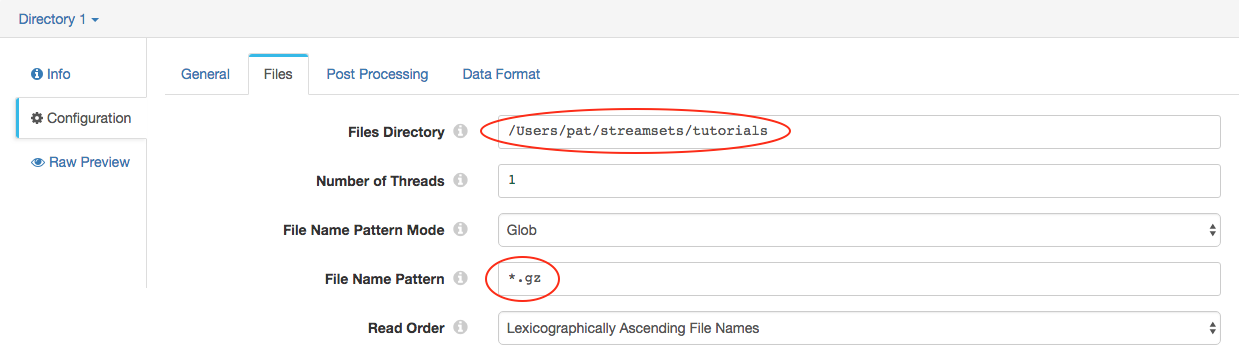 Directory 1
Info
Configuration
Raw Preview
General Files Post Processing Data Format
Files Directory /Users/pat/streamsets/tutorials
Number of Threads 1
File Name Pattern Mode Glob
File Name Pattern *.gz
Read Order Lexicographically Ascending File Names